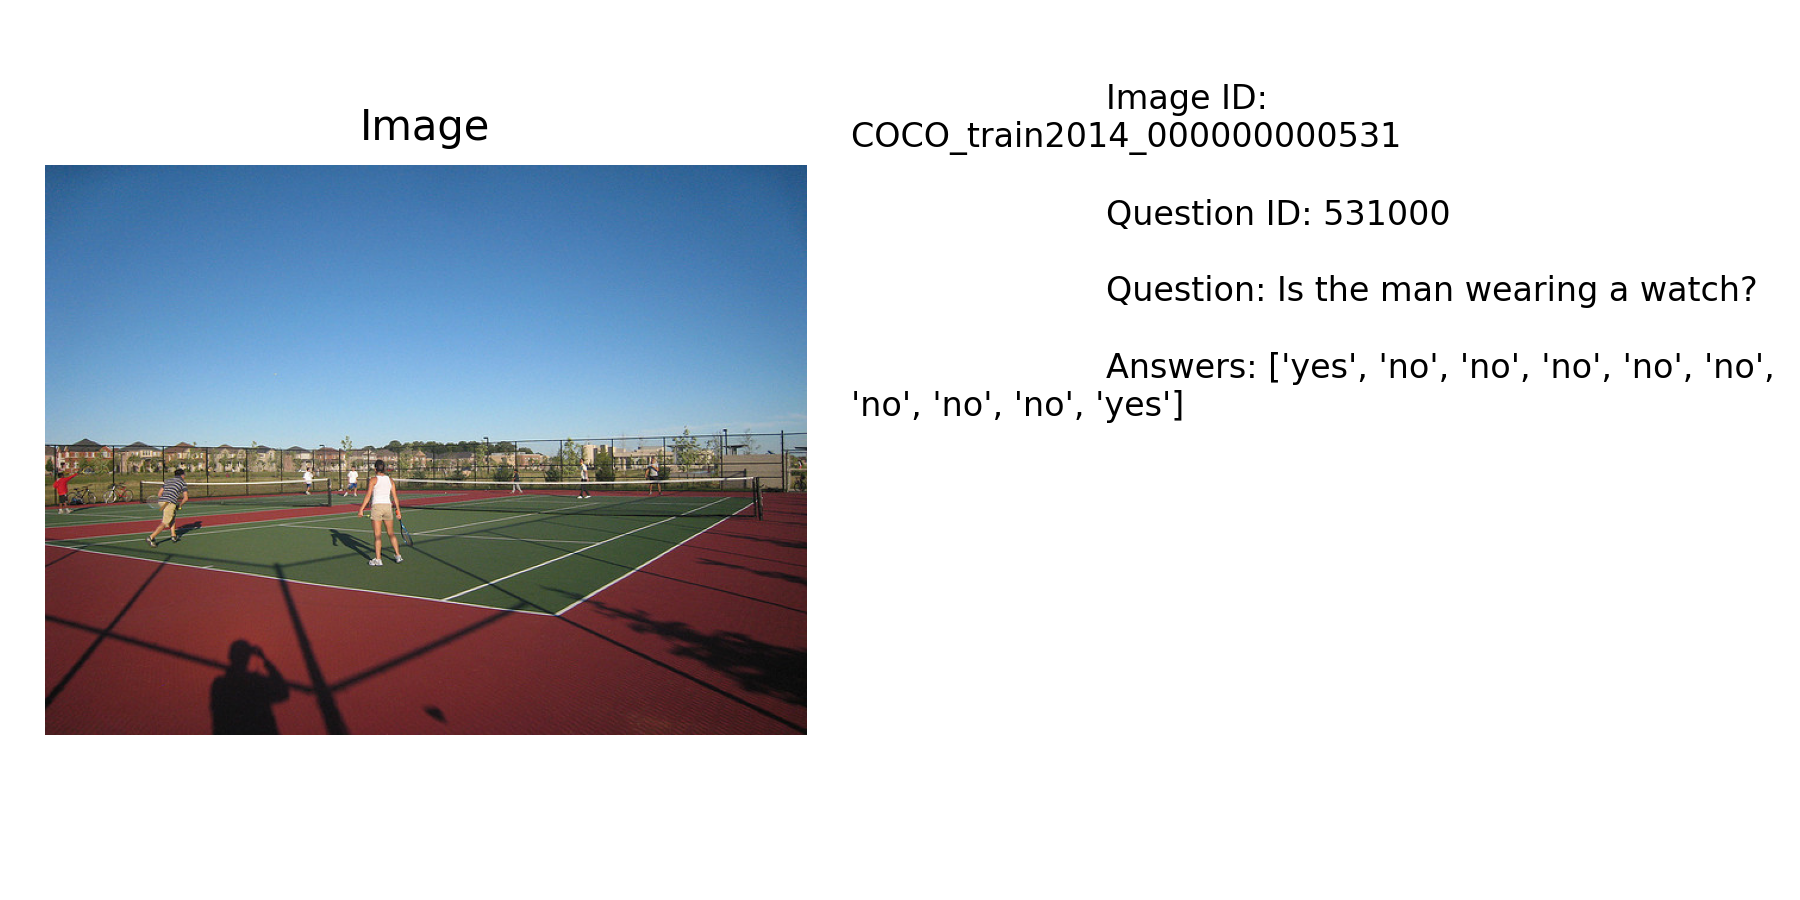 Image
Image ID:
COCO_train2014_000000000531
Question ID: 531000
Question: Is the man wearing a watch?
Answers: ['yes', 'no', 'no', 'no', 'no', 'no',
'no', 'no', 'no', 'yes']